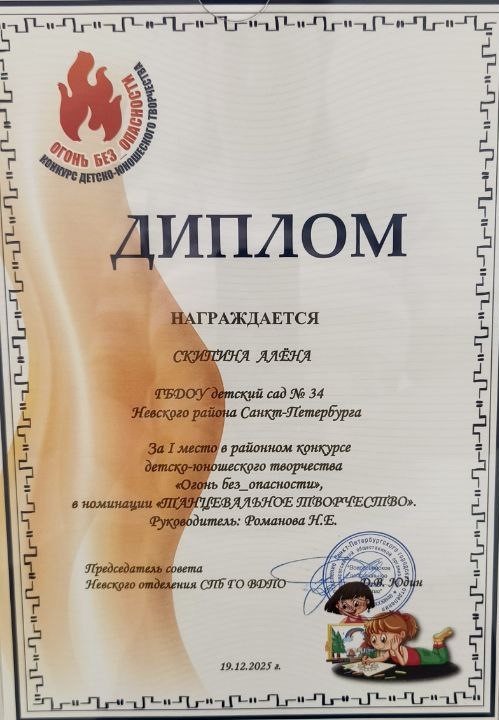 ОГОНЬ БЕЗ_ОПАСНОСТИ
КОНКУРС ДЕТСКО-ЮНОШЕСКОГО ТВОРЧЕСТВА
ДИПЛОМ
НАГРАЖДАЕТСЯ
СКИПИНА АЛЁНА
ГБДОУ детский сад № 34
Невского района Санкт-Петербурга
За I место в районном конкурсе
детско-юношеского творчества
«Огонь без_опасности»,
в номинации «ТАНЦЕВАЛЬНОЕ ТВОРЧЕСТВО».
Руководитель: Романова Н.Е.
Председатель совета
Невского отделения СПб ГО ВДПО Д.В. Юдин
19.12.2025 г.